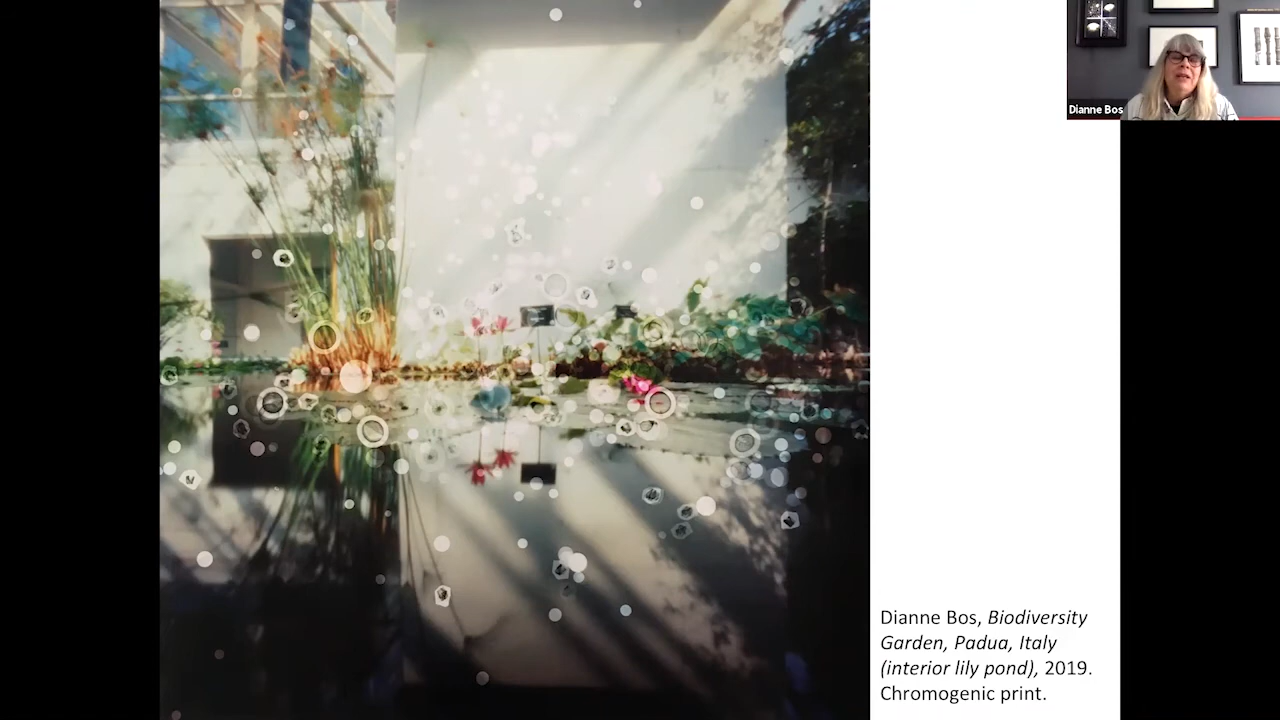 Dianne Bos
Dianne Bos, Biodiversity
Garden, Padua, Italy
(interior lily pond), 2019.
Chromogenic print.